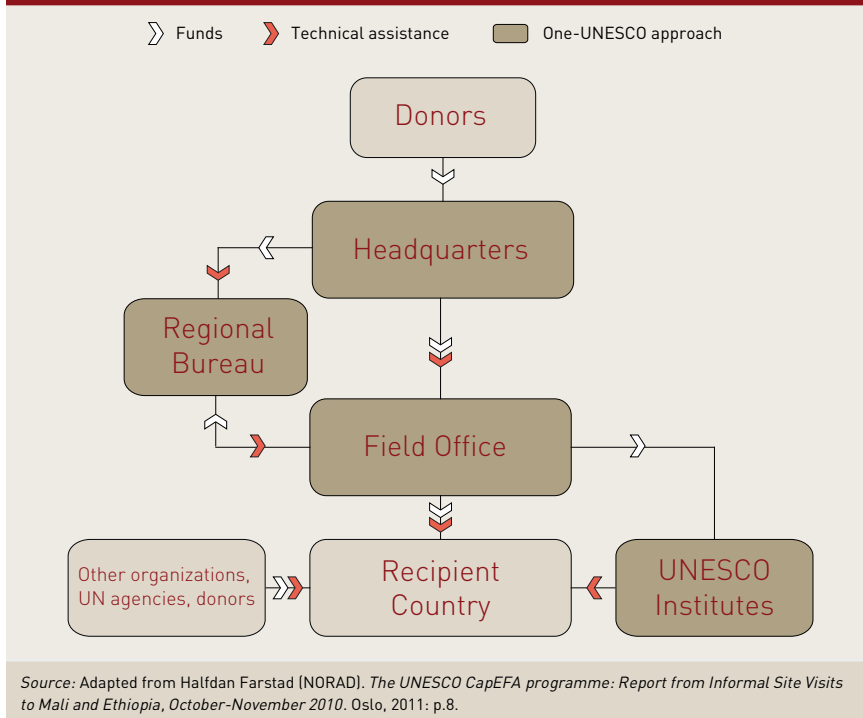 Funds
Technical assistance
One-UNESCO approach
Donors
Headquarters
Regional
Bureau
Field Office
Other organizations,
UN agencies, donors
Recipient
Country
UNESCO
Institutes
Source: Adapted from Halfdan Farstad (NORAD). The UNESCO CapEFA programme: Report from Informal Site Visits
to Mali and Ethiopia, October-November 2010. Oslo, 2011: p.8.